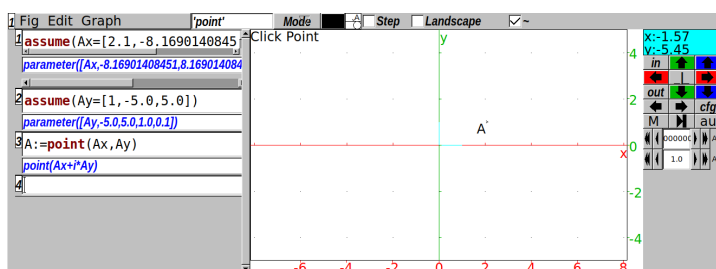 1 Fig Edit Graph 'point' Mode A Step Landscape ~
1 assume(Ax=[2.1,-8.1690140845
parameter([Ax,-8.16901408451,8.169014084
2 assume(Ay=[1,-5.0,5.0])
parameter([Ay,-5.0,5.0,1.0,0.1])
3 A:=point(Ax,Ay)
point(Ax+i*Ay)
4
Click Point
y
4
2
A
0
x
-2
-4
-6 -4 -2 0 2 4 6 8
x:-1.57
y:-5.45
in
_|_
out
cfg
M au
000000 A
1.0 A